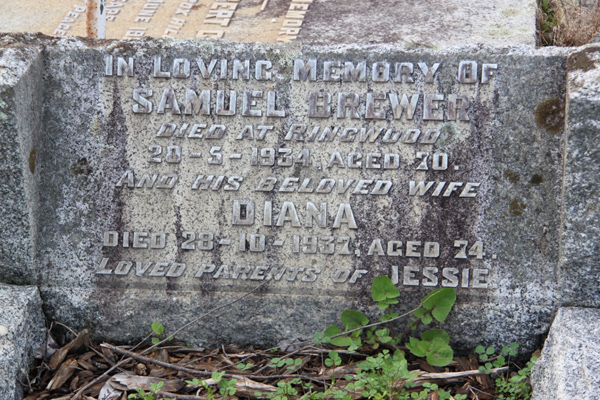 In Loving Memory Of
SAMUEL BREWER
DIED AT RINGWOOD
20-5-1934, AGED 70.
AND HIS BELOVED WIFE
DIANA
DIED 28-10-1937, AGED 74.
LOVED PARENTS OF JESSIE